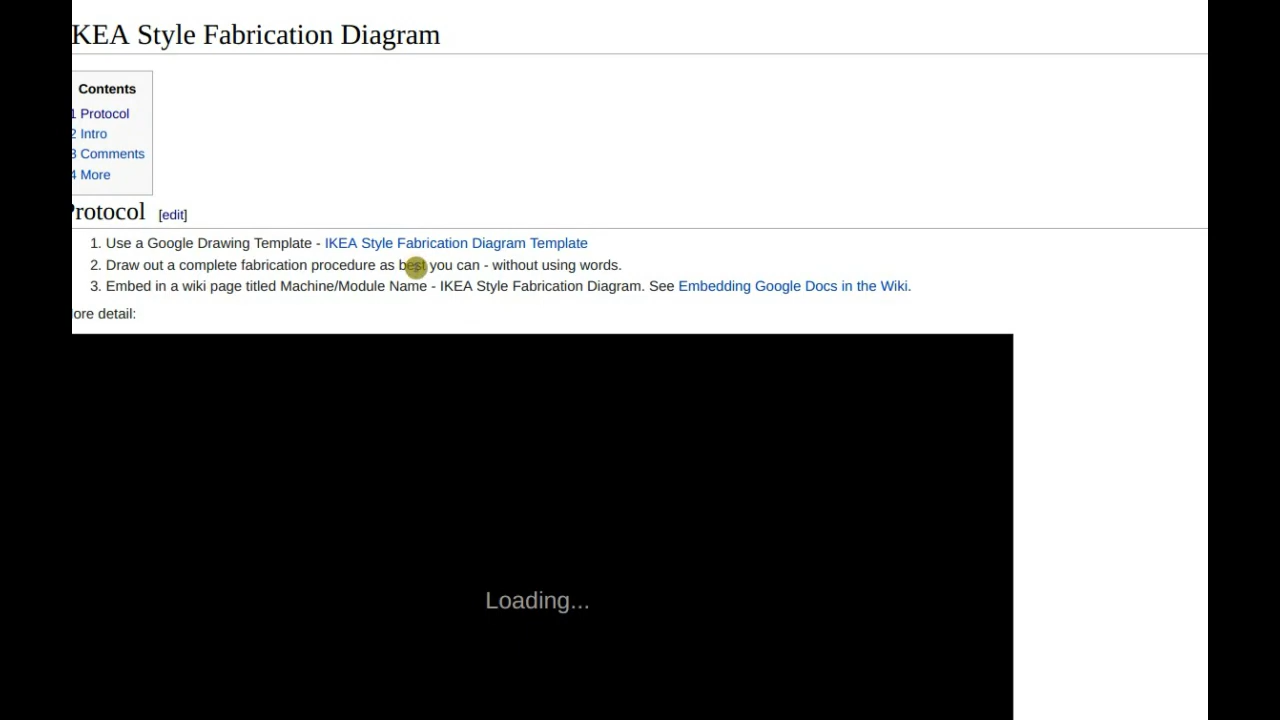 KEA Style Fabrication Diagram
Contents
1 Protocol
2 Intro
3 Comments
4 More
Protocol [edit]
1. Use a Google Drawing Template - IKEA Style Fabrication Diagram Template
2. Draw out a complete fabrication procedure as best you can - without using words.
3. Embed in a wiki page titled Machine/Module Name - IKEA Style Fabrication Diagram. See Embedding Google Docs in the Wiki.
ore detail:
Loading...